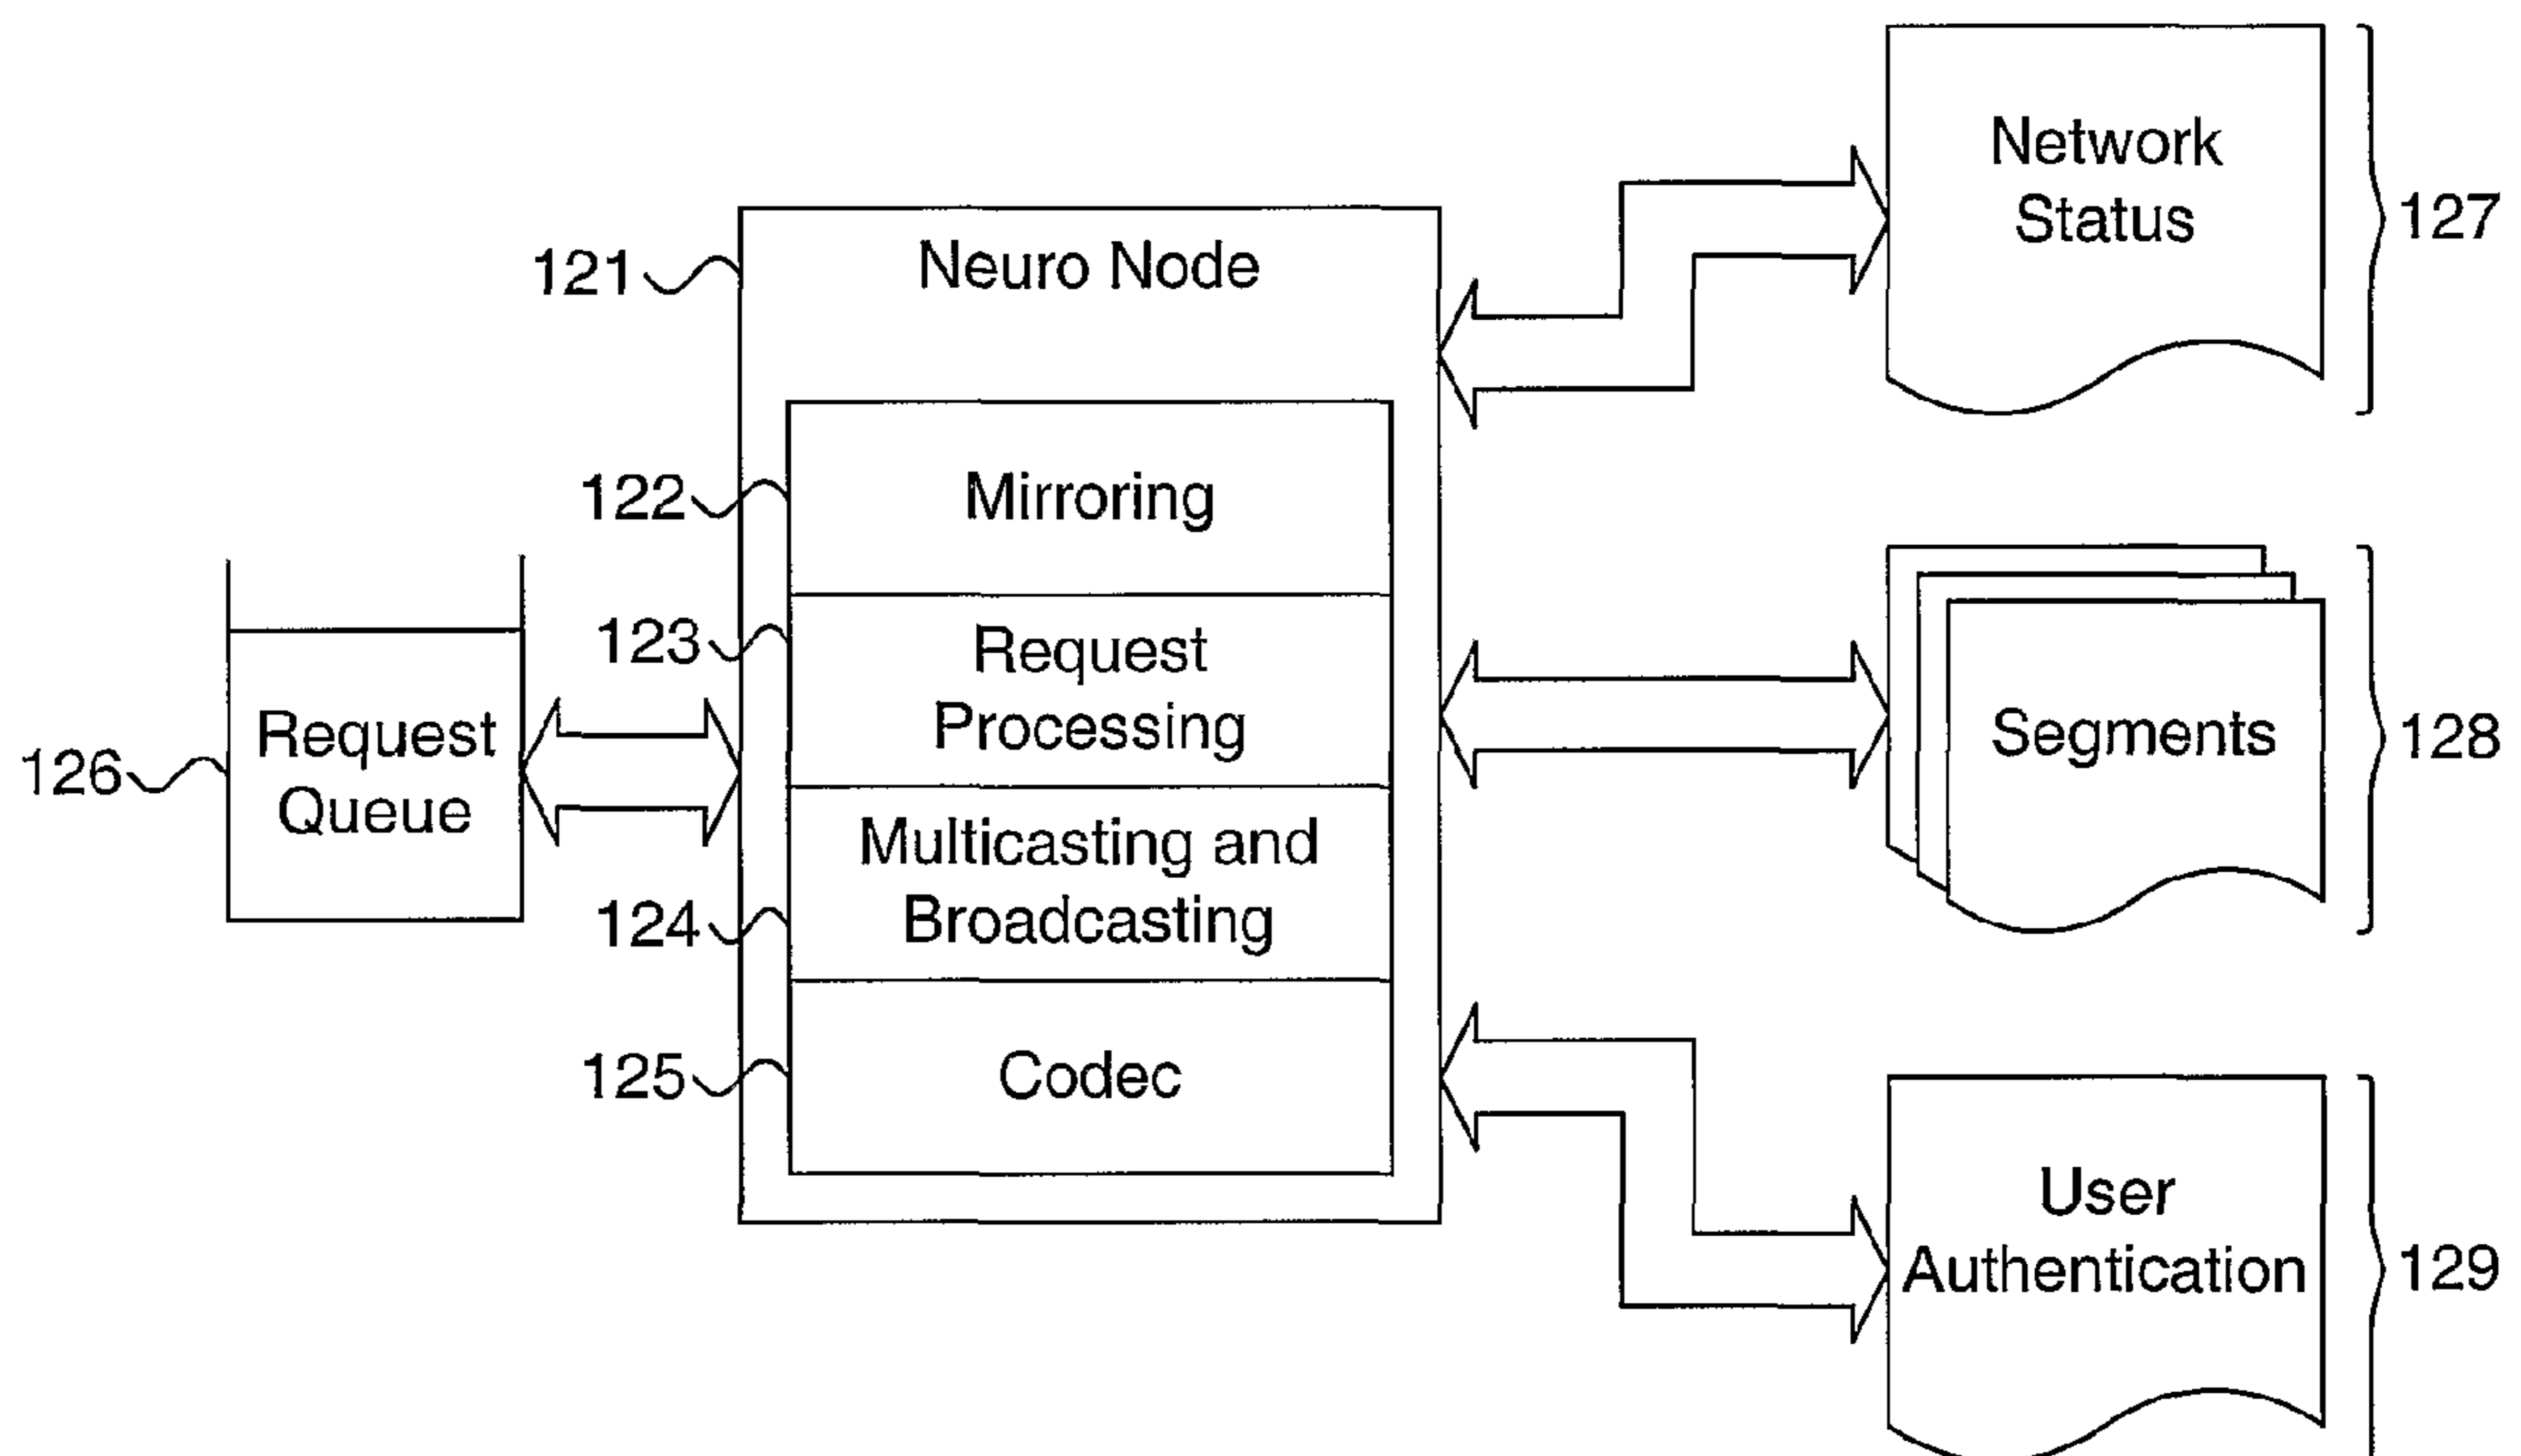 Network
Status
127
121
Neuro Node
122
Mirroring
123
Request
Processing
126
Request
Queue
Segments
128
124
Multicasting and
Broadcasting
125
Codec
User
Authentication
129